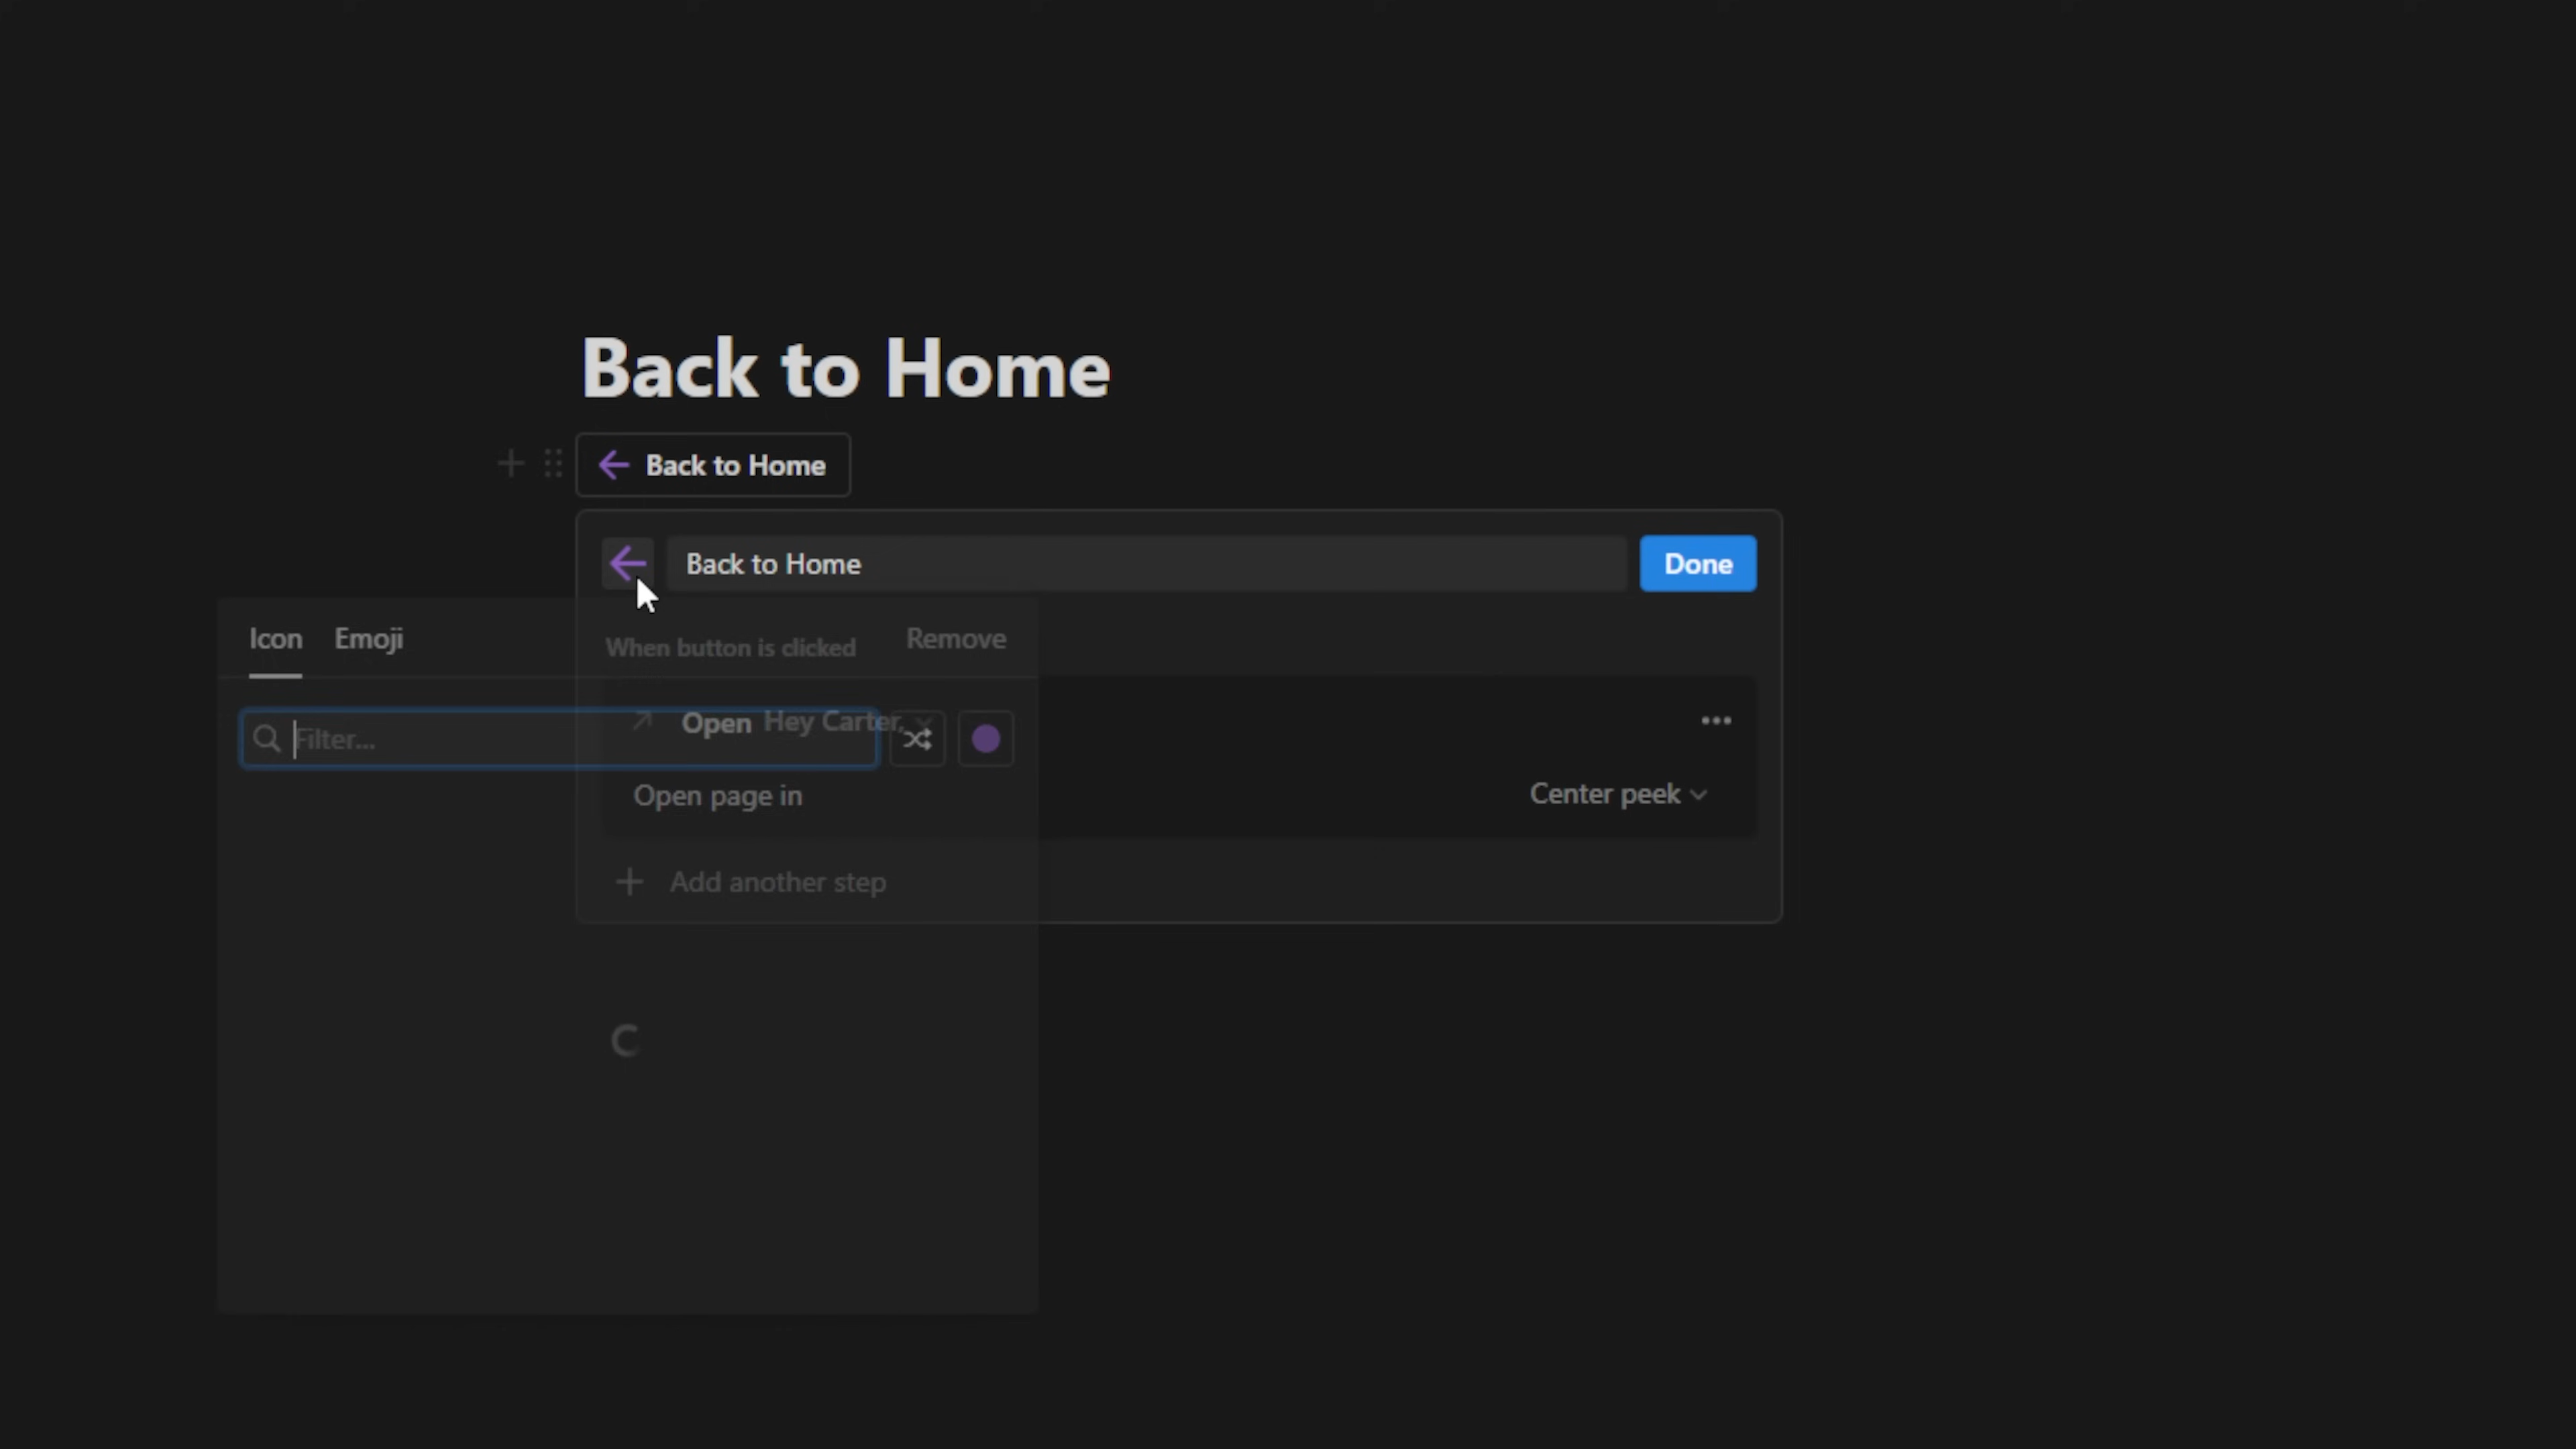 Back to Home
Back to Home
Back to Home
Done
Icon
Emoji
When button is clicked
Remove
Filter...
Open Hey Carter,
Open page in
Center peek
Add another step